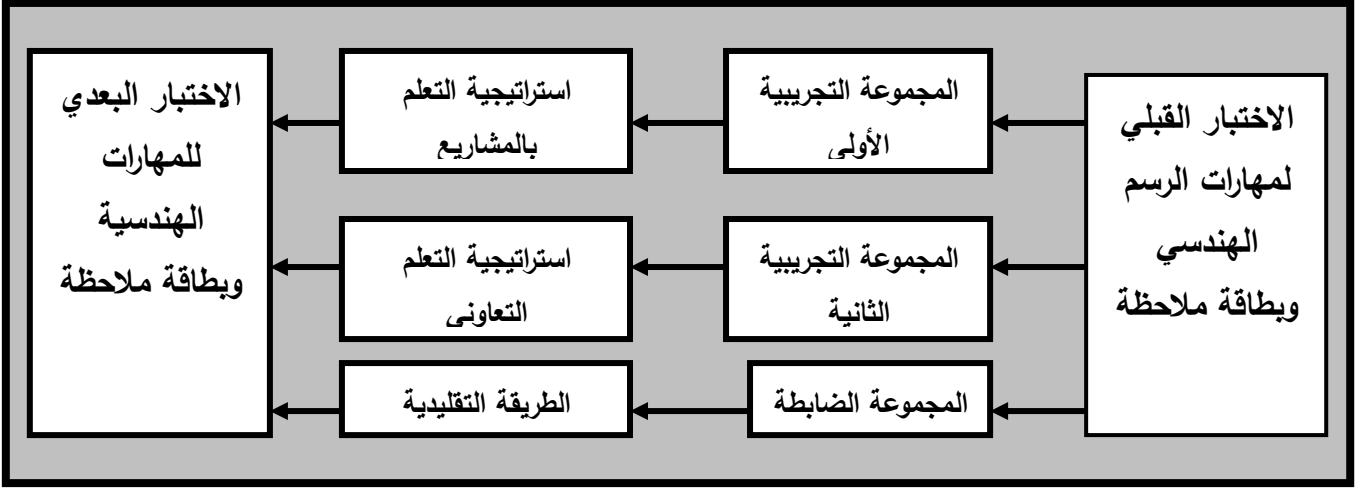 الاختبار القبلي
لمهارات الرسم
الهندسي
وبطاقة ملاحظة
المجموعة التجريبية
الأولى
استراتيجية التعلم
بالمشاريع
المجموعة التجريبية
الثانية
استراتيجية التعلم
التعاوني
المجموعة الضابطة
الطريقة التقليدية
الاختبار البعدي
للمهارات
الهندسية
وبطاقة ملاحظة